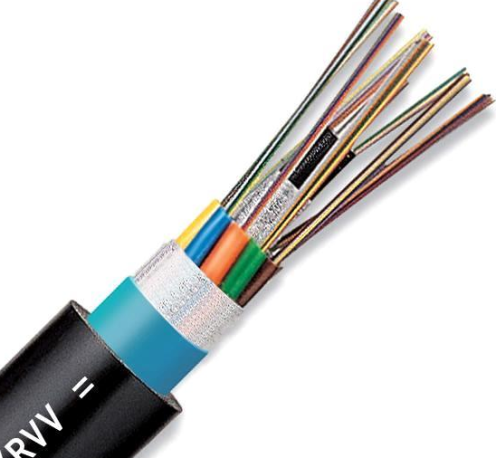 RVV =